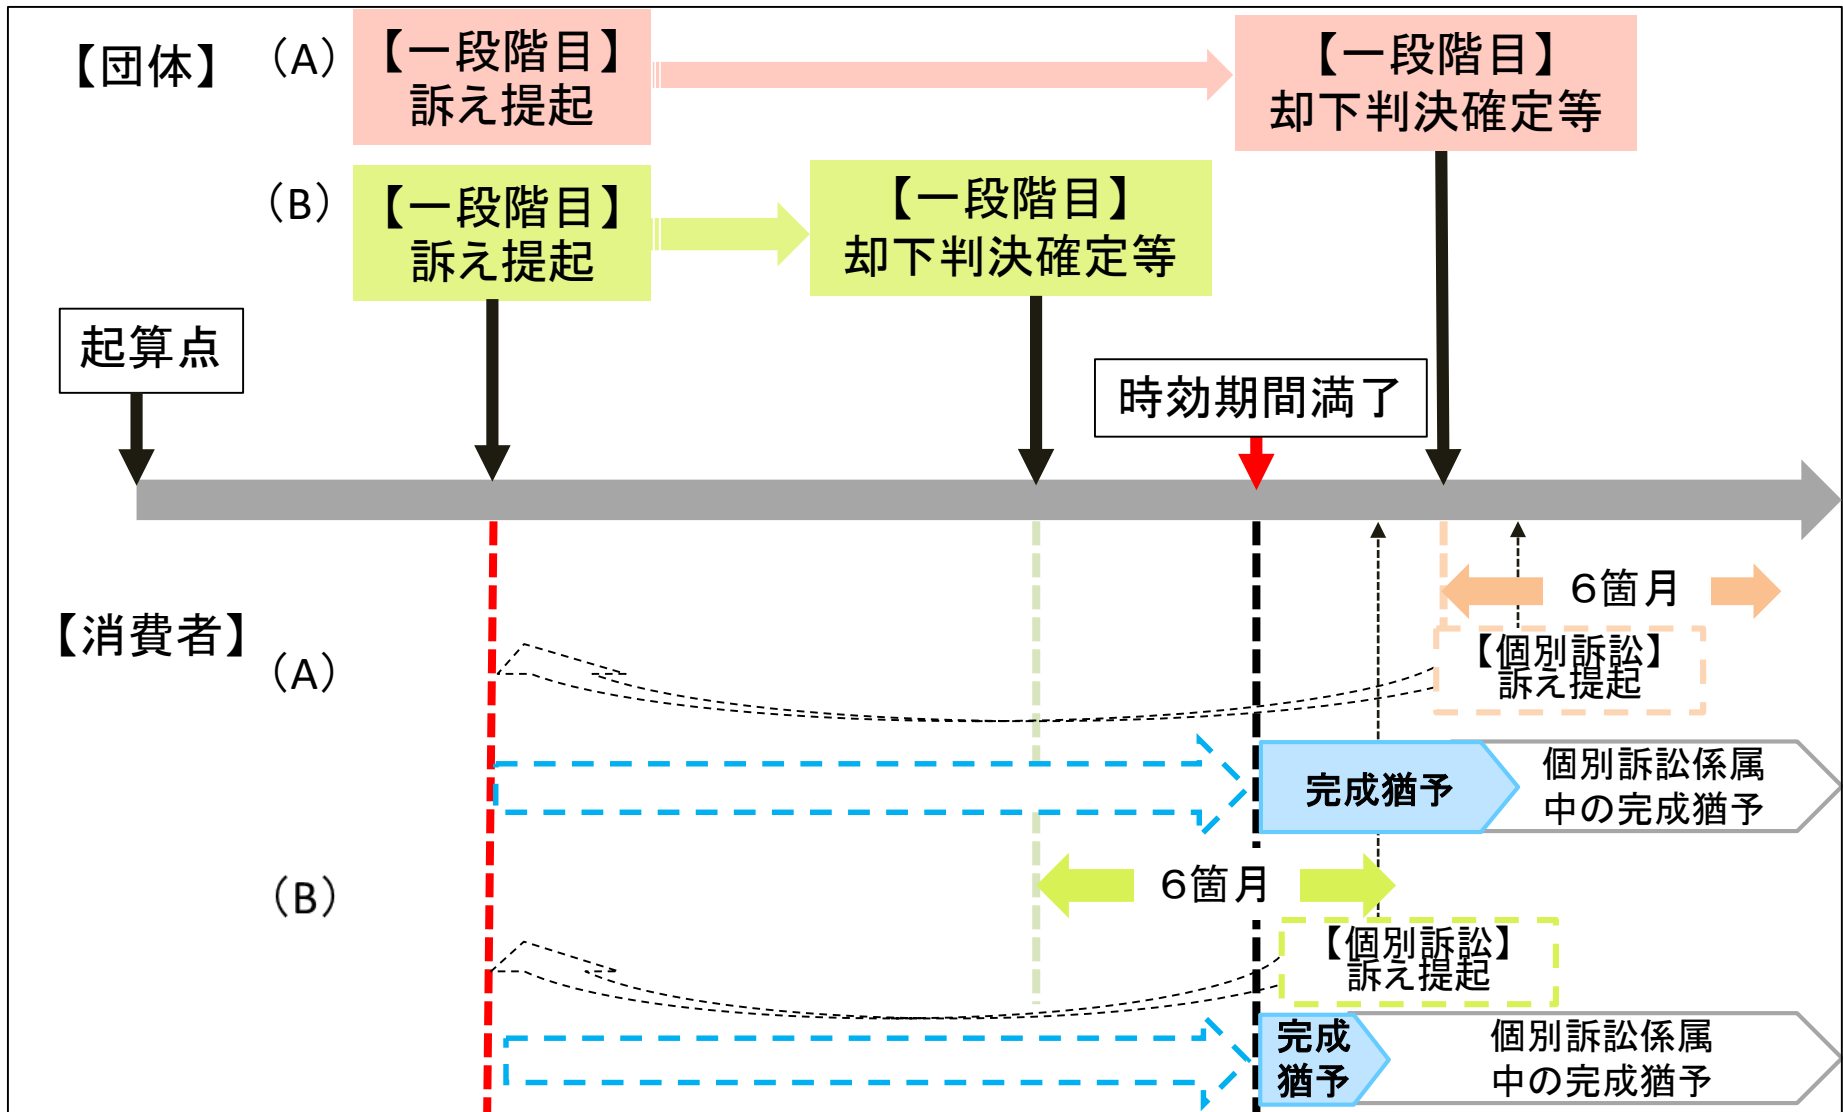 【団体】
(A)
【一段階目】
訴え提起
【一段階目】
却下判決確定等
(B)
【一段階目】
訴え提起
【一段階目】
却下判決確定等
起算点
時効期間満了
6箇月
【消費者】
(A)
【個別訴訟】
訴え提起
完成猶予
個別訴訟係属
中の完成猶予
6箇月
(B)
【個別訴訟】
訴え提起
完成
猶予
個別訴訟係属
中の完成猶予